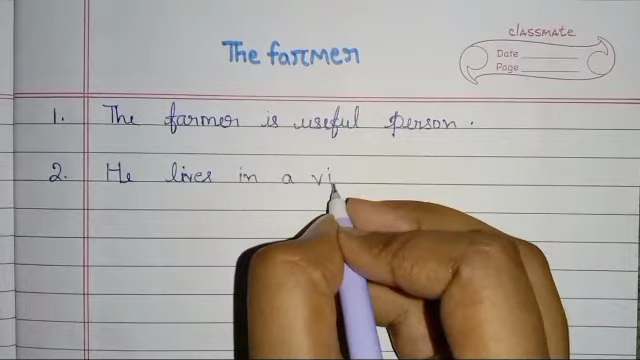 classmate
The farmer
Date
Page
1. The farmer is useful person.
2. He lives in a vi